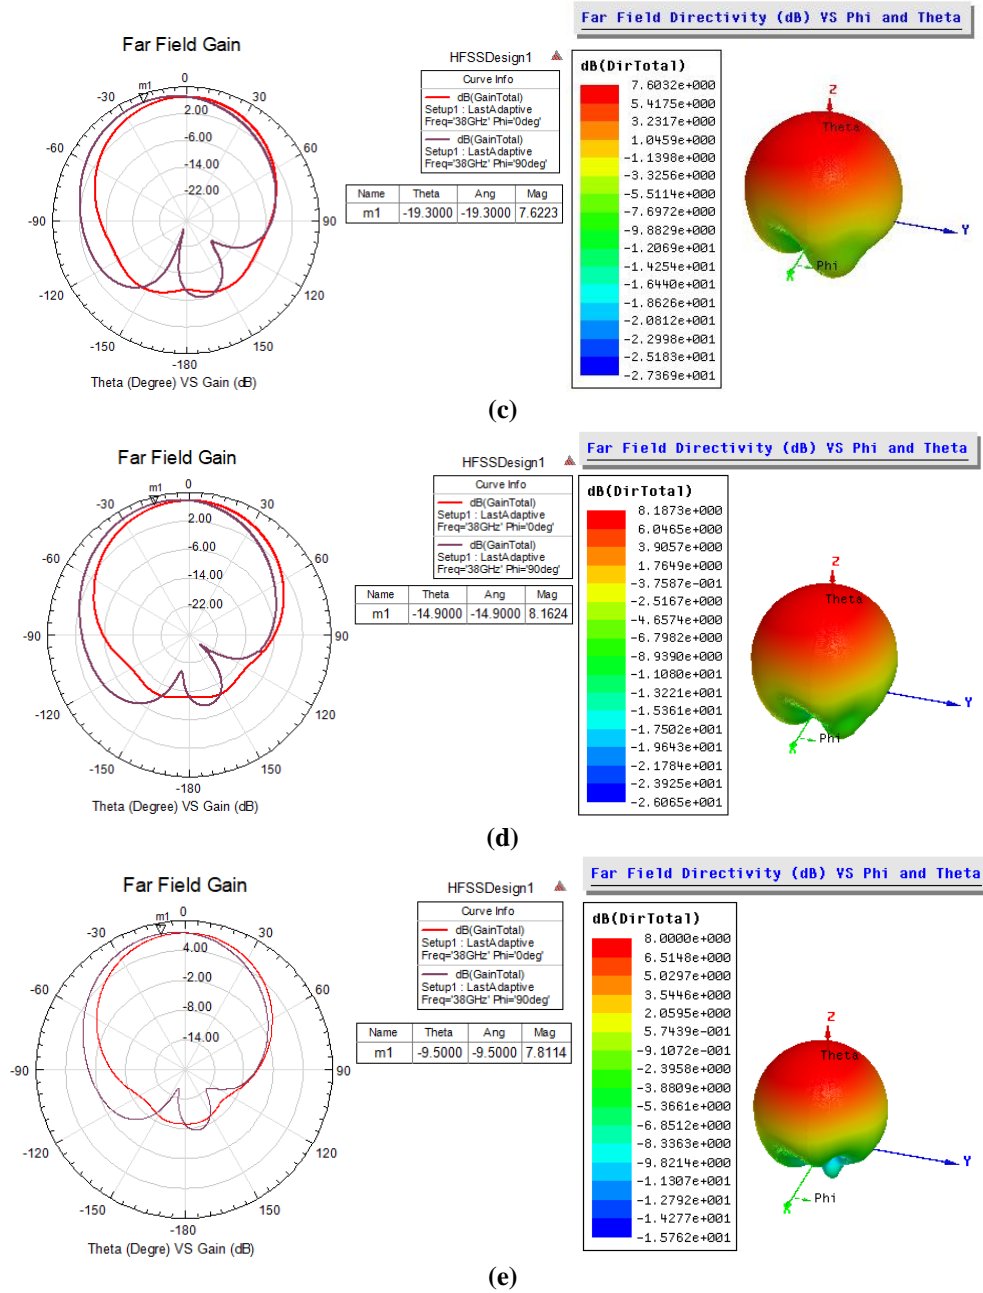 Far Field Directivity (dB) VS Phi and Theta
Far Field Gain
HFSSDesign1
m1
0
-30
30
-60
60
-90
90
-120
120
-150
150
-180
2.00
-6.00
-14.00
-22.00
Theta (Degree) VS Gain (dB)
Curve Info
dB(GainTotal)
Setup1 : LastAdaptive
Freq='38GHz' Phi='0deg'
dB(GainTotal)
Setup1 : LastAdaptive
Freq='38GHz' Phi='90deg'
Name Theta Ang Mag
m1 -19.3000 -19.3000 7.6223
dB(DirTotal)
7.6032e+000
5.4175e+000
3.2317e+000
1.0459e+000
-1.1398e+000
-3.3256e+000
-5.5114e+000
-7.6972e+000
-9.8829e+000
-1.2069e+001
-1.4254e+001
-1.6440e+001
-1.8626e+001
-2.0812e+001
-2.2998e+001
-2.5183e+001
-2.7369e+001
Z
Theta
Y
Phi
X
(c)
Far Field Directivity (dB) VS Phi and Theta
Far Field Gain
HFSSDesign1
m1
0
-30
30
-60
60
-90
90
-120
120
-150
150
-180
2.00
-6.00
-14.00
-22.00
Theta (Degree) VS Gain (dB)
Curve Info
dB(GainTotal)
Setup1 : LastAdaptive
Freq='38GHz' Phi='0deg'
dB(GainTotal)
Setup1 : LastAdaptive
Freq='38GHz' Phi='90deg'
Name Theta Ang Mag
m1 -14.9000 -14.9000 8.1624
dB(DirTotal)
8.1873e+000
6.0465e+000
3.9057e+000
1.7649e+000
-3.7587e-001
-2.5167e+000
-4.6574e+000
-6.7982e+000
-8.9390e+000
-1.1080e+001
-1.3221e+001
-1.5361e+001
-1.7502e+001
-1.9643e+001
-2.1784e+001
-2.3925e+001
-2.6065e+001
Z
Theta
Y
Phi
X
(d)
Far Field Directivity (dB) VS Phi and Theta
Far Field Gain
HFSSDesign1
m1
0
-30
30
-60
60
-90
90
-120
120
-150
150
-180
4.00
-2.00
-8.00
-14.00
Theta (Degre) VS Gain (dB)
Curve Info
dB(GainTotal)
Setup1 : LastAdaptive
Freq='38GHz' Phi='0deg'
dB(GainTotal)
Setup1 : LastAdaptive
Freq='38GHz' Phi='90deg'
Name Theta Ang Mag
m1 -9.5000 -9.5000 7.8114
dB(DirTotal)
8.0000e+000
6.5148e+000
5.0297e+000
3.5446e+000
2.0595e+000
5.7439e-001
-9.1072e-001
-2.3958e+000
-3.8809e+000
-5.3661e+000
-6.8512e+000
-8.3363e+000
-9.8214e+000
-1.1307e+001
-1.2792e+001
-1.4277e+001
-1.5762e+001
Z
Theta
Y
Phi
X
(e)